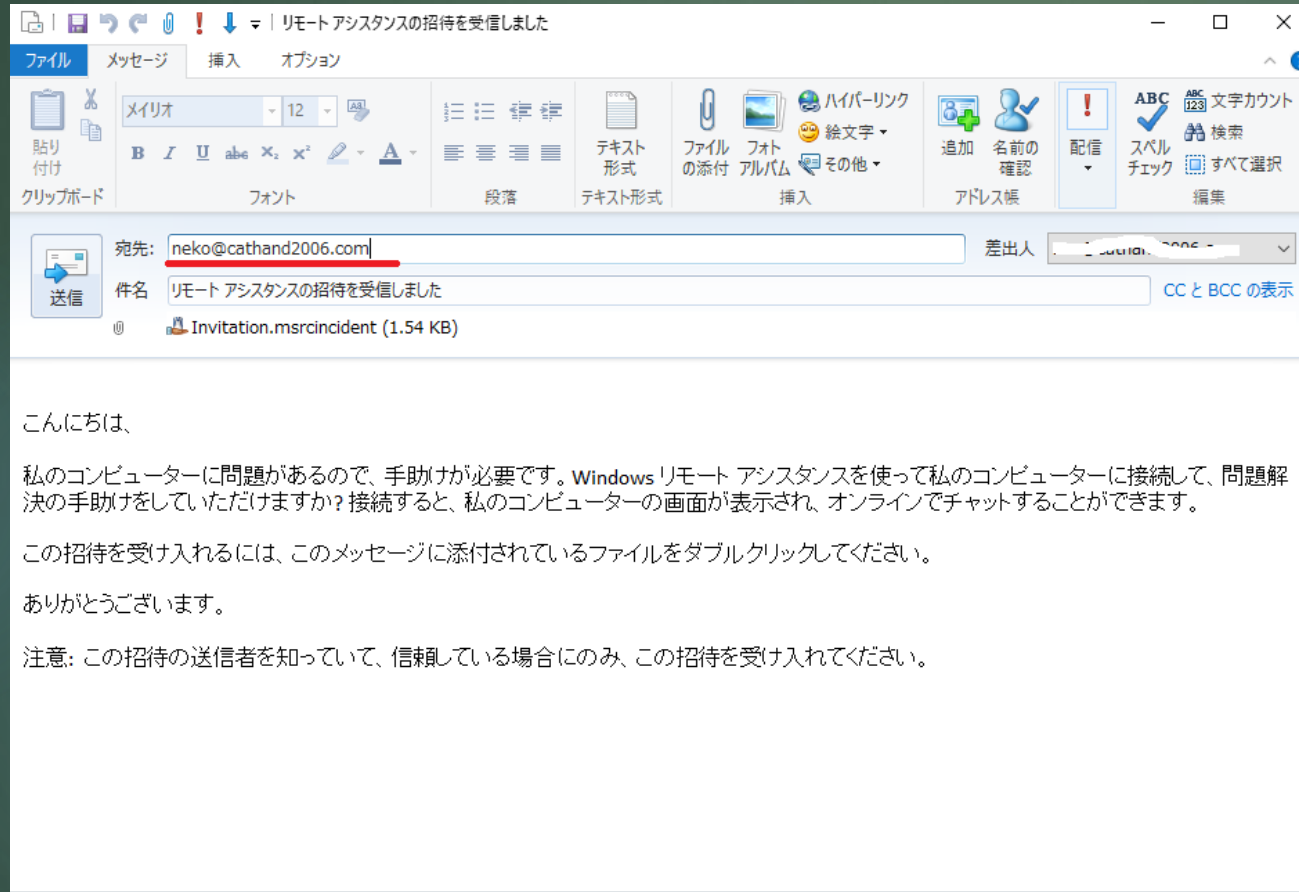 リモート アシスタンスの招待を受信しました
ファイル メッセージ 挿入 オプション
メイリオ 12
ハイパーリンク
ABC ABC 123 文字カウント
絵文字
検索
貼り付け
B I U abc X₂ X² A
テキスト形式
ファイルの添付
フォトアルバム
その他
追加
名前の確認
配信
スペルチェック
すべて選択
クリップボード フォント 段落 テキスト形式 挿入 アドレス帳 編集
宛先: neko@cathand2006.com 差出人
送信
件名 リモート アシスタンスの招待を受信しました CC と BCC の表示
Invitation.msrcincident (1.54 KB)
こんにちは、
私のコンピューターに問題があるので、手助けが必要です。Windows リモート アシスタンスを使って私のコンピューターに接続して、問題解
決の手助けをしていただけますか? 接続すると、私のコンピューターの画面が表示され、オンラインでチャットすることができます。
この招待を受け入れるには、このメッセージに添付されているファイルをダブルクリックしてください。
ありがとうございます。
注意: この招待の送信者を知っていて、信頼している場合にのみ、この招待を受け入れてください。